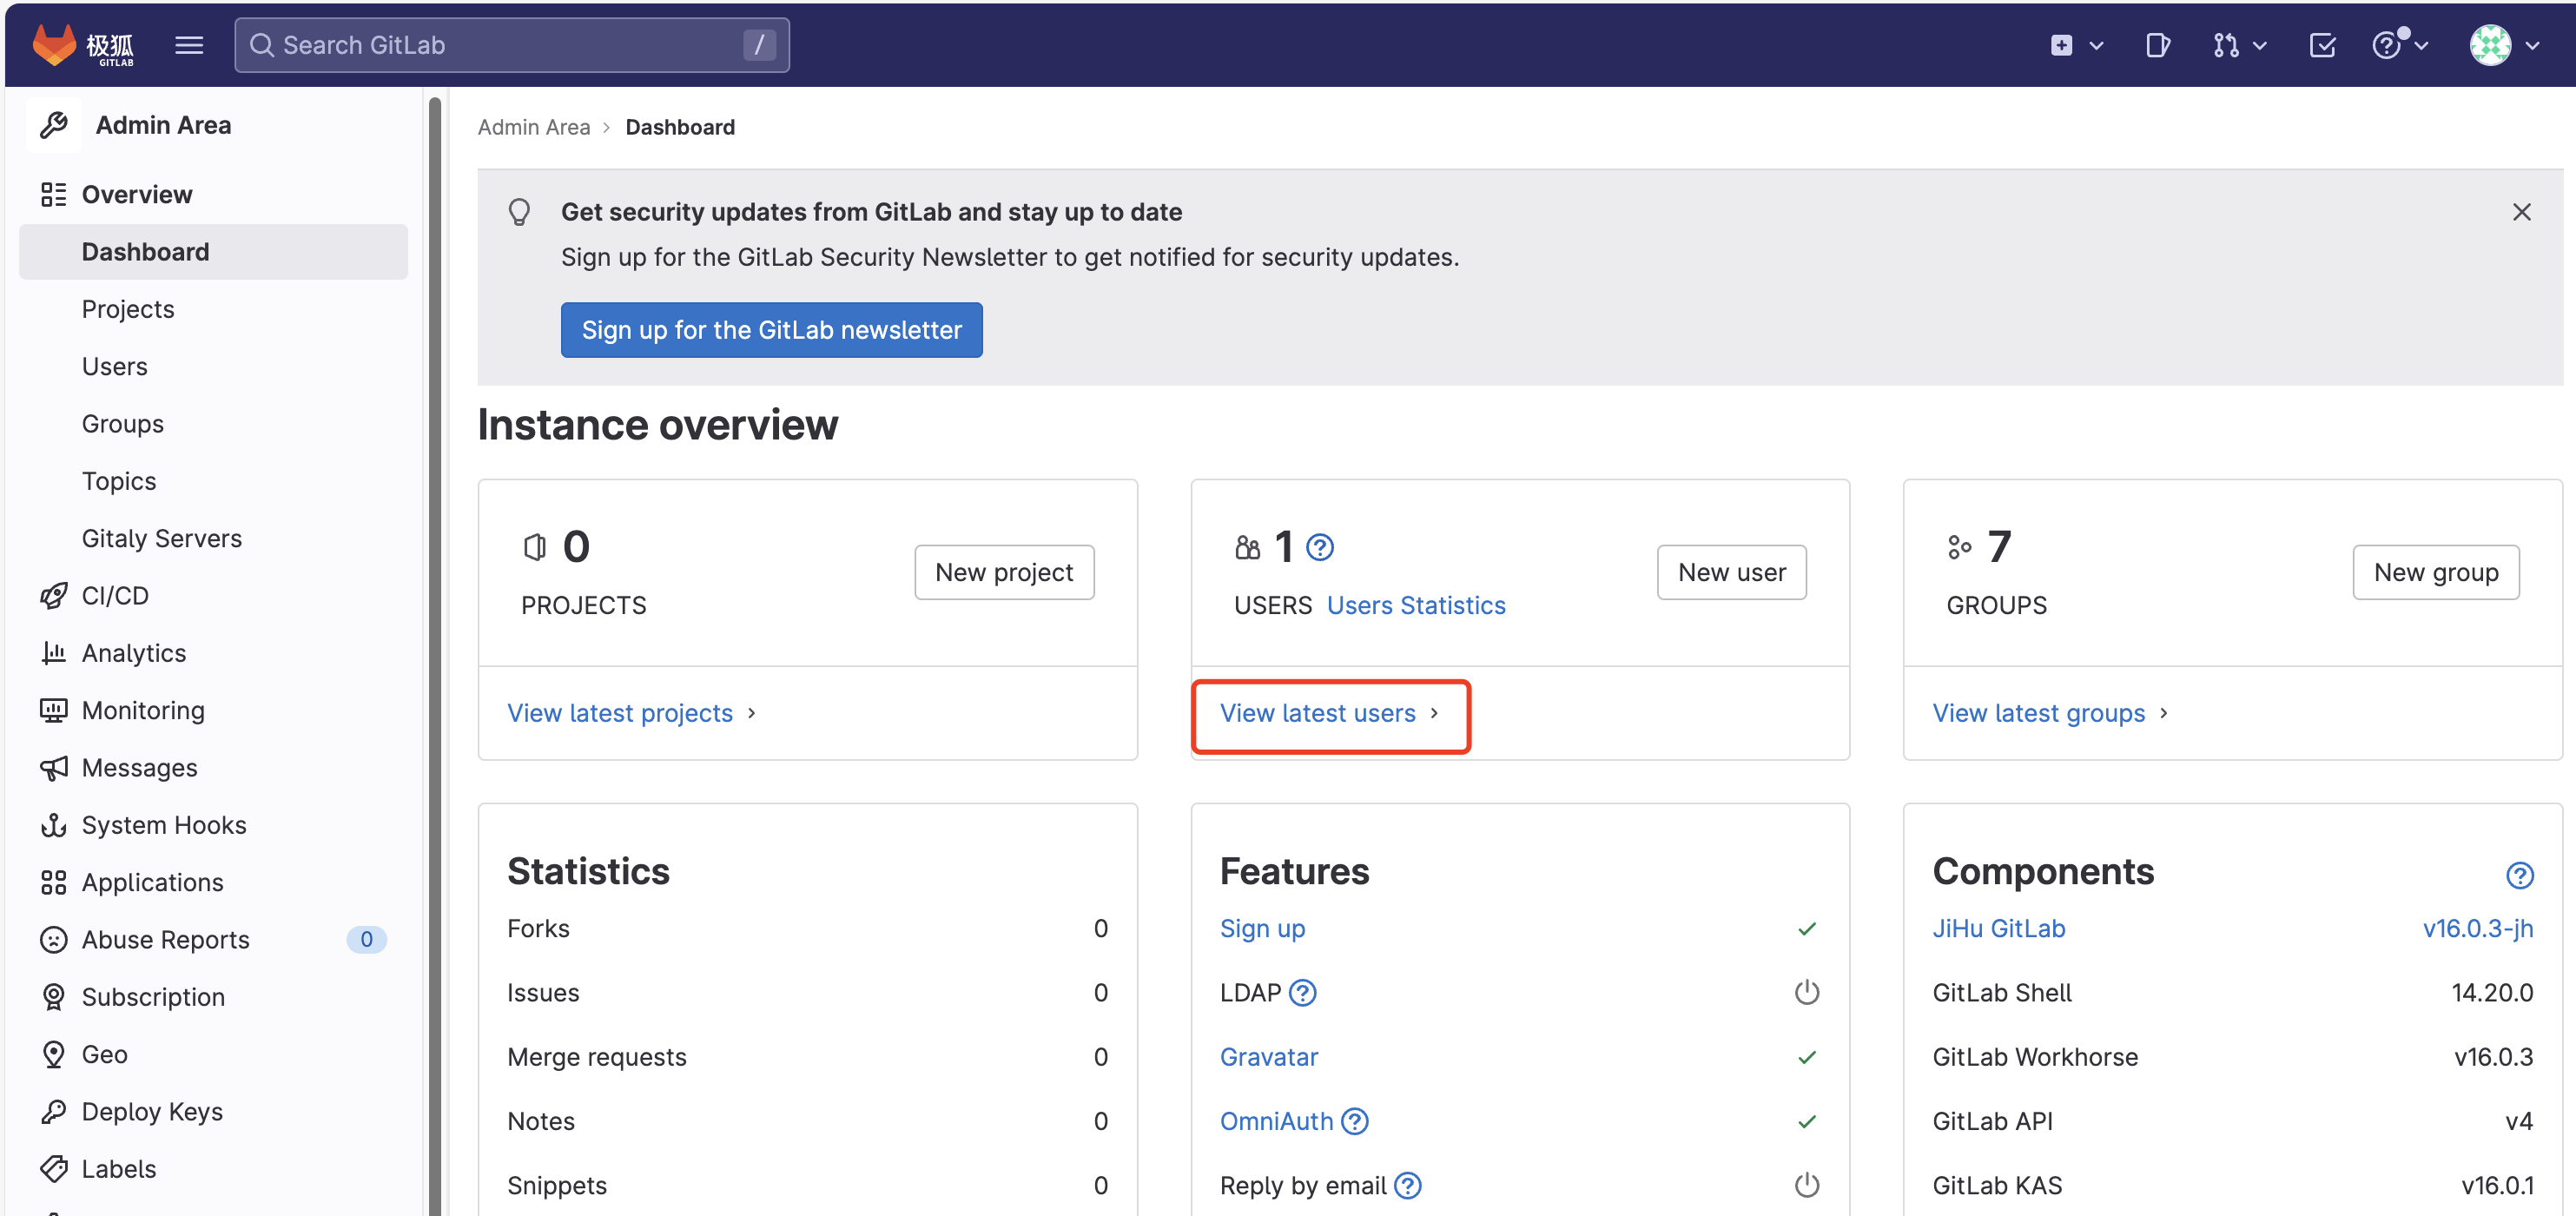 极狐
GITLAB
Search GitLab
/
Admin Area
Overview
Dashboard
Projects
Users
Groups
Topics
Gitaly Servers
CI/CD
Analytics
Monitoring
Messages
System Hooks
Applications
Abuse Reports 0
Subscription
Geo
Deploy Keys
Labels
Admin Area > Dashboard
Get security updates from GitLab and stay up to date
Sign up for the GitLab Security Newsletter to get notified for security updates.
Sign up for the GitLab newsletter
Instance overview
0
PROJECTS
New project
View latest projects
1
USERS Users Statistics
New user
View latest users
7
GROUPS
New group
View latest groups
Statistics
Forks 0
Issues 0
Merge requests 0
Notes 0
Snippets 0
Features
Sign up
LDAP
Gravatar
OmniAuth
Reply by email
Components
JiHu GitLab v16.0.3-jh
GitLab Shell 14.20.0
GitLab Workhorse v16.0.3
GitLab API v4
GitLab KAS v16.0.1